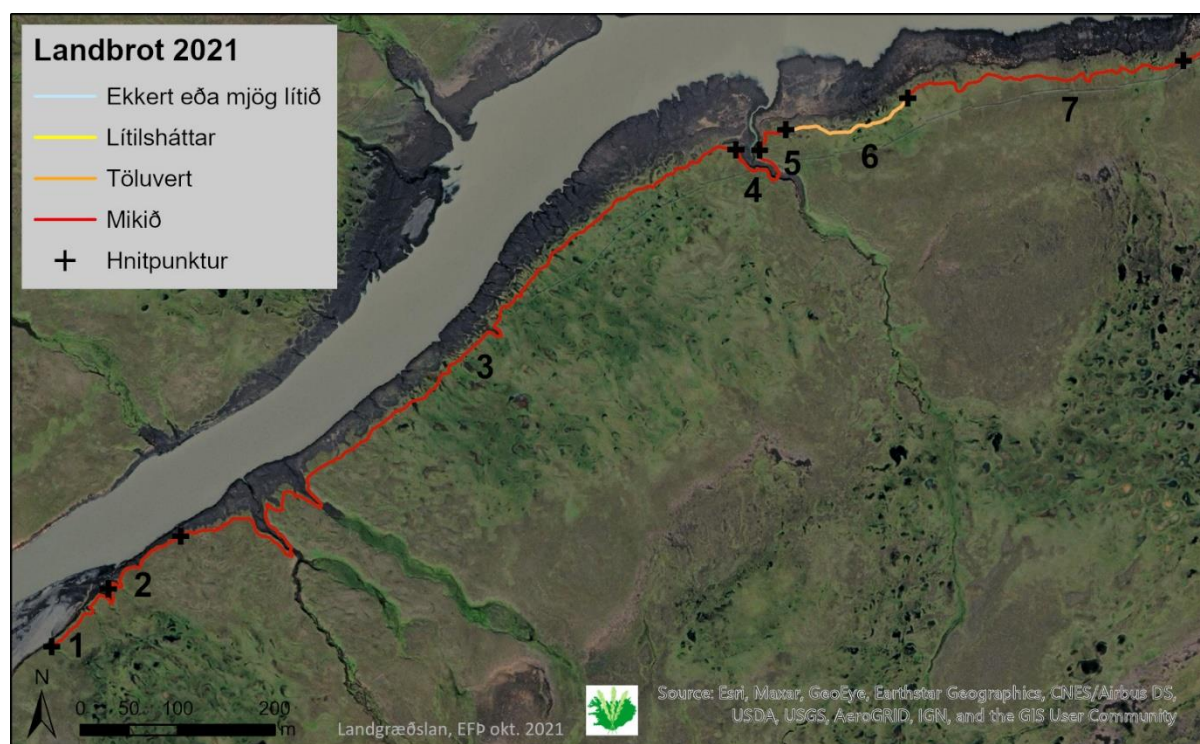 Landbrot 2021
Ekkert eða mjög lítið
Lítilsháttar
Töluvert
Mikið
Hnitpunktur
1
2
3
4
5
6
7
N
0 50 100 200
m
Landgræðslan, EFÞ okt. 2021
Source: Esri, Maxar, GeoEye, Earthstar Geographics, CNES/Airbus DS,
USDA, USGS, AeroGRID, IGN, and the GIS User Community